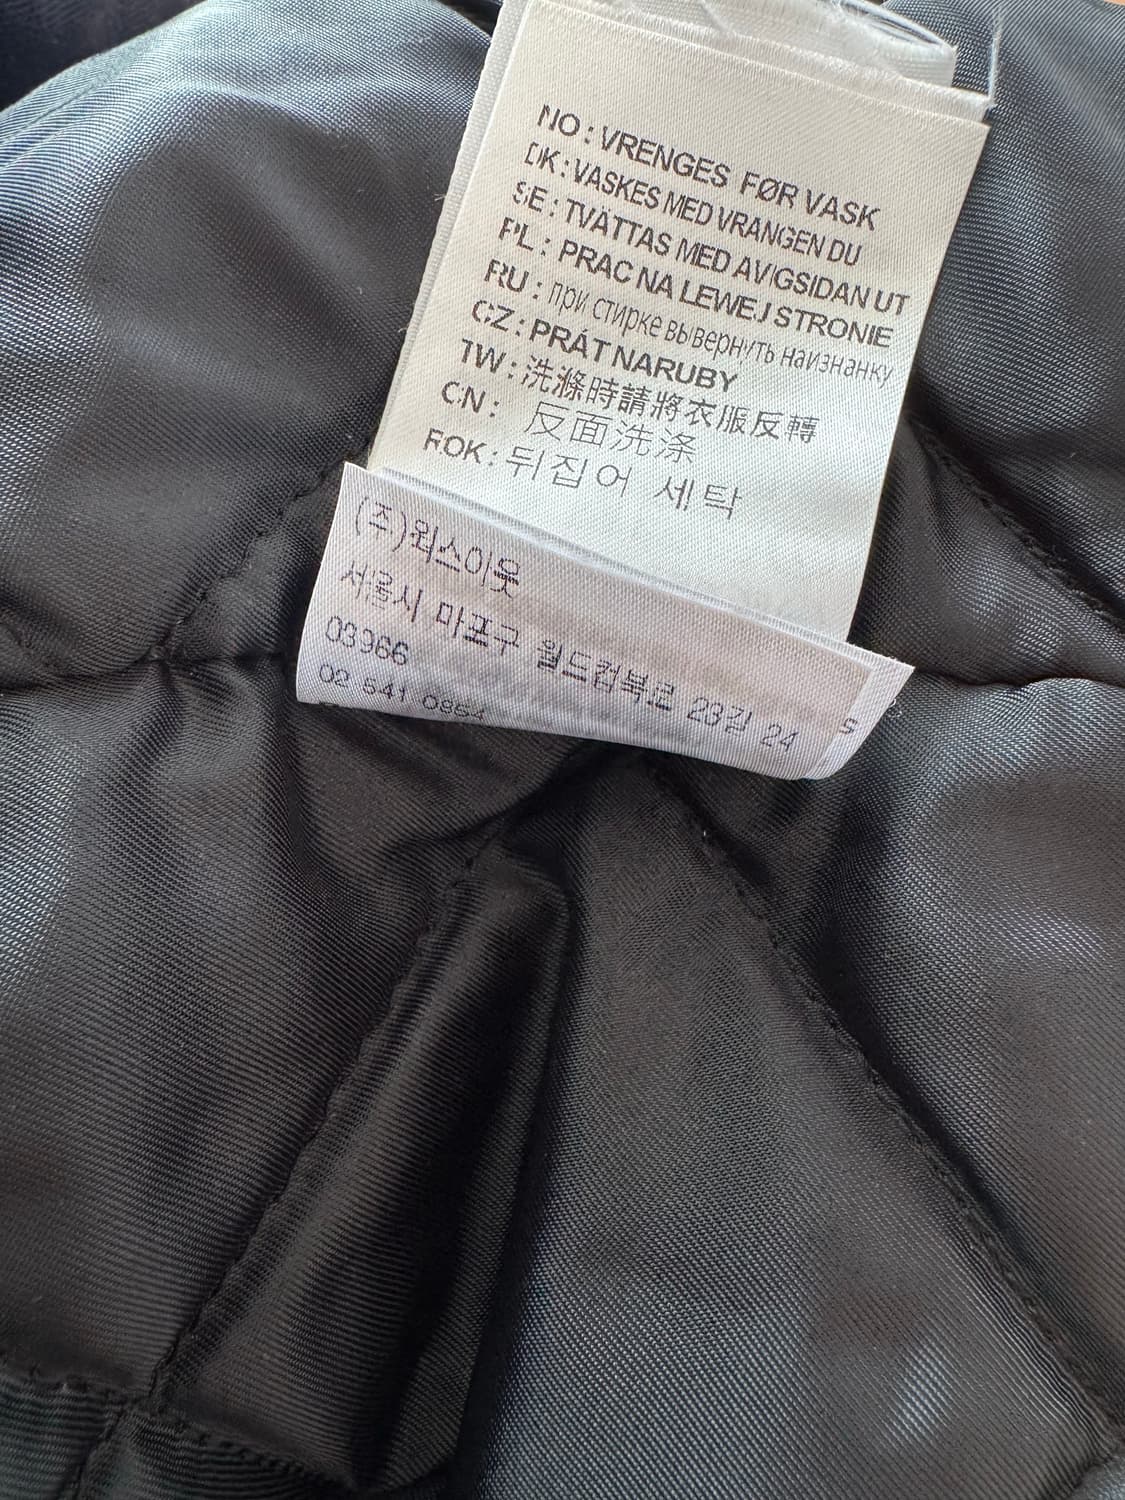 NO : VRENGES FØR VASK
DK : VASKES MED VRANGEN DU
SE : TVÄTTAS MED AVIGSIDAN UT
PL : PRAC NA LEWEJ STRONIE
RU : при стирке вывернуть наизнанку
CZ : PRÁT NARUBY
TW : 洗滌時請將衣服反轉
CN : 反面洗涤
ROK : 뒤집어 세탁
(주)웍스아웃
서울시 마포구 월드컵북로 23길 24
03966
02 541 0854
S